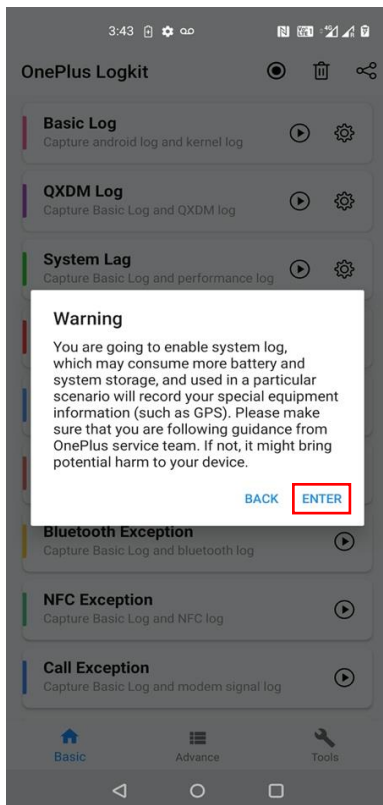 3:43
OnePlus Logkit
Basic Log
Capture android log and kernel log
QXDM Log
Capture Basic Log and QXDM log
System Lag
Capture Basic Log and performance log
Warning
You are going to enable system log,
which may consume more battery and
system storage, and used in a particular
scenario will record your special equipment
information (such as GPS). Please make
sure that you are following guidance from
OnePlus service team. If not, it might bring
potential harm to your device.
BACK ENTER
Bluetooth Exception
Capture Basic Log and bluetooth log
NFC Exception
Capture Basic Log and NFC log
Call Exception
Capture Basic Log and modem signal log
Basic Advance Tools